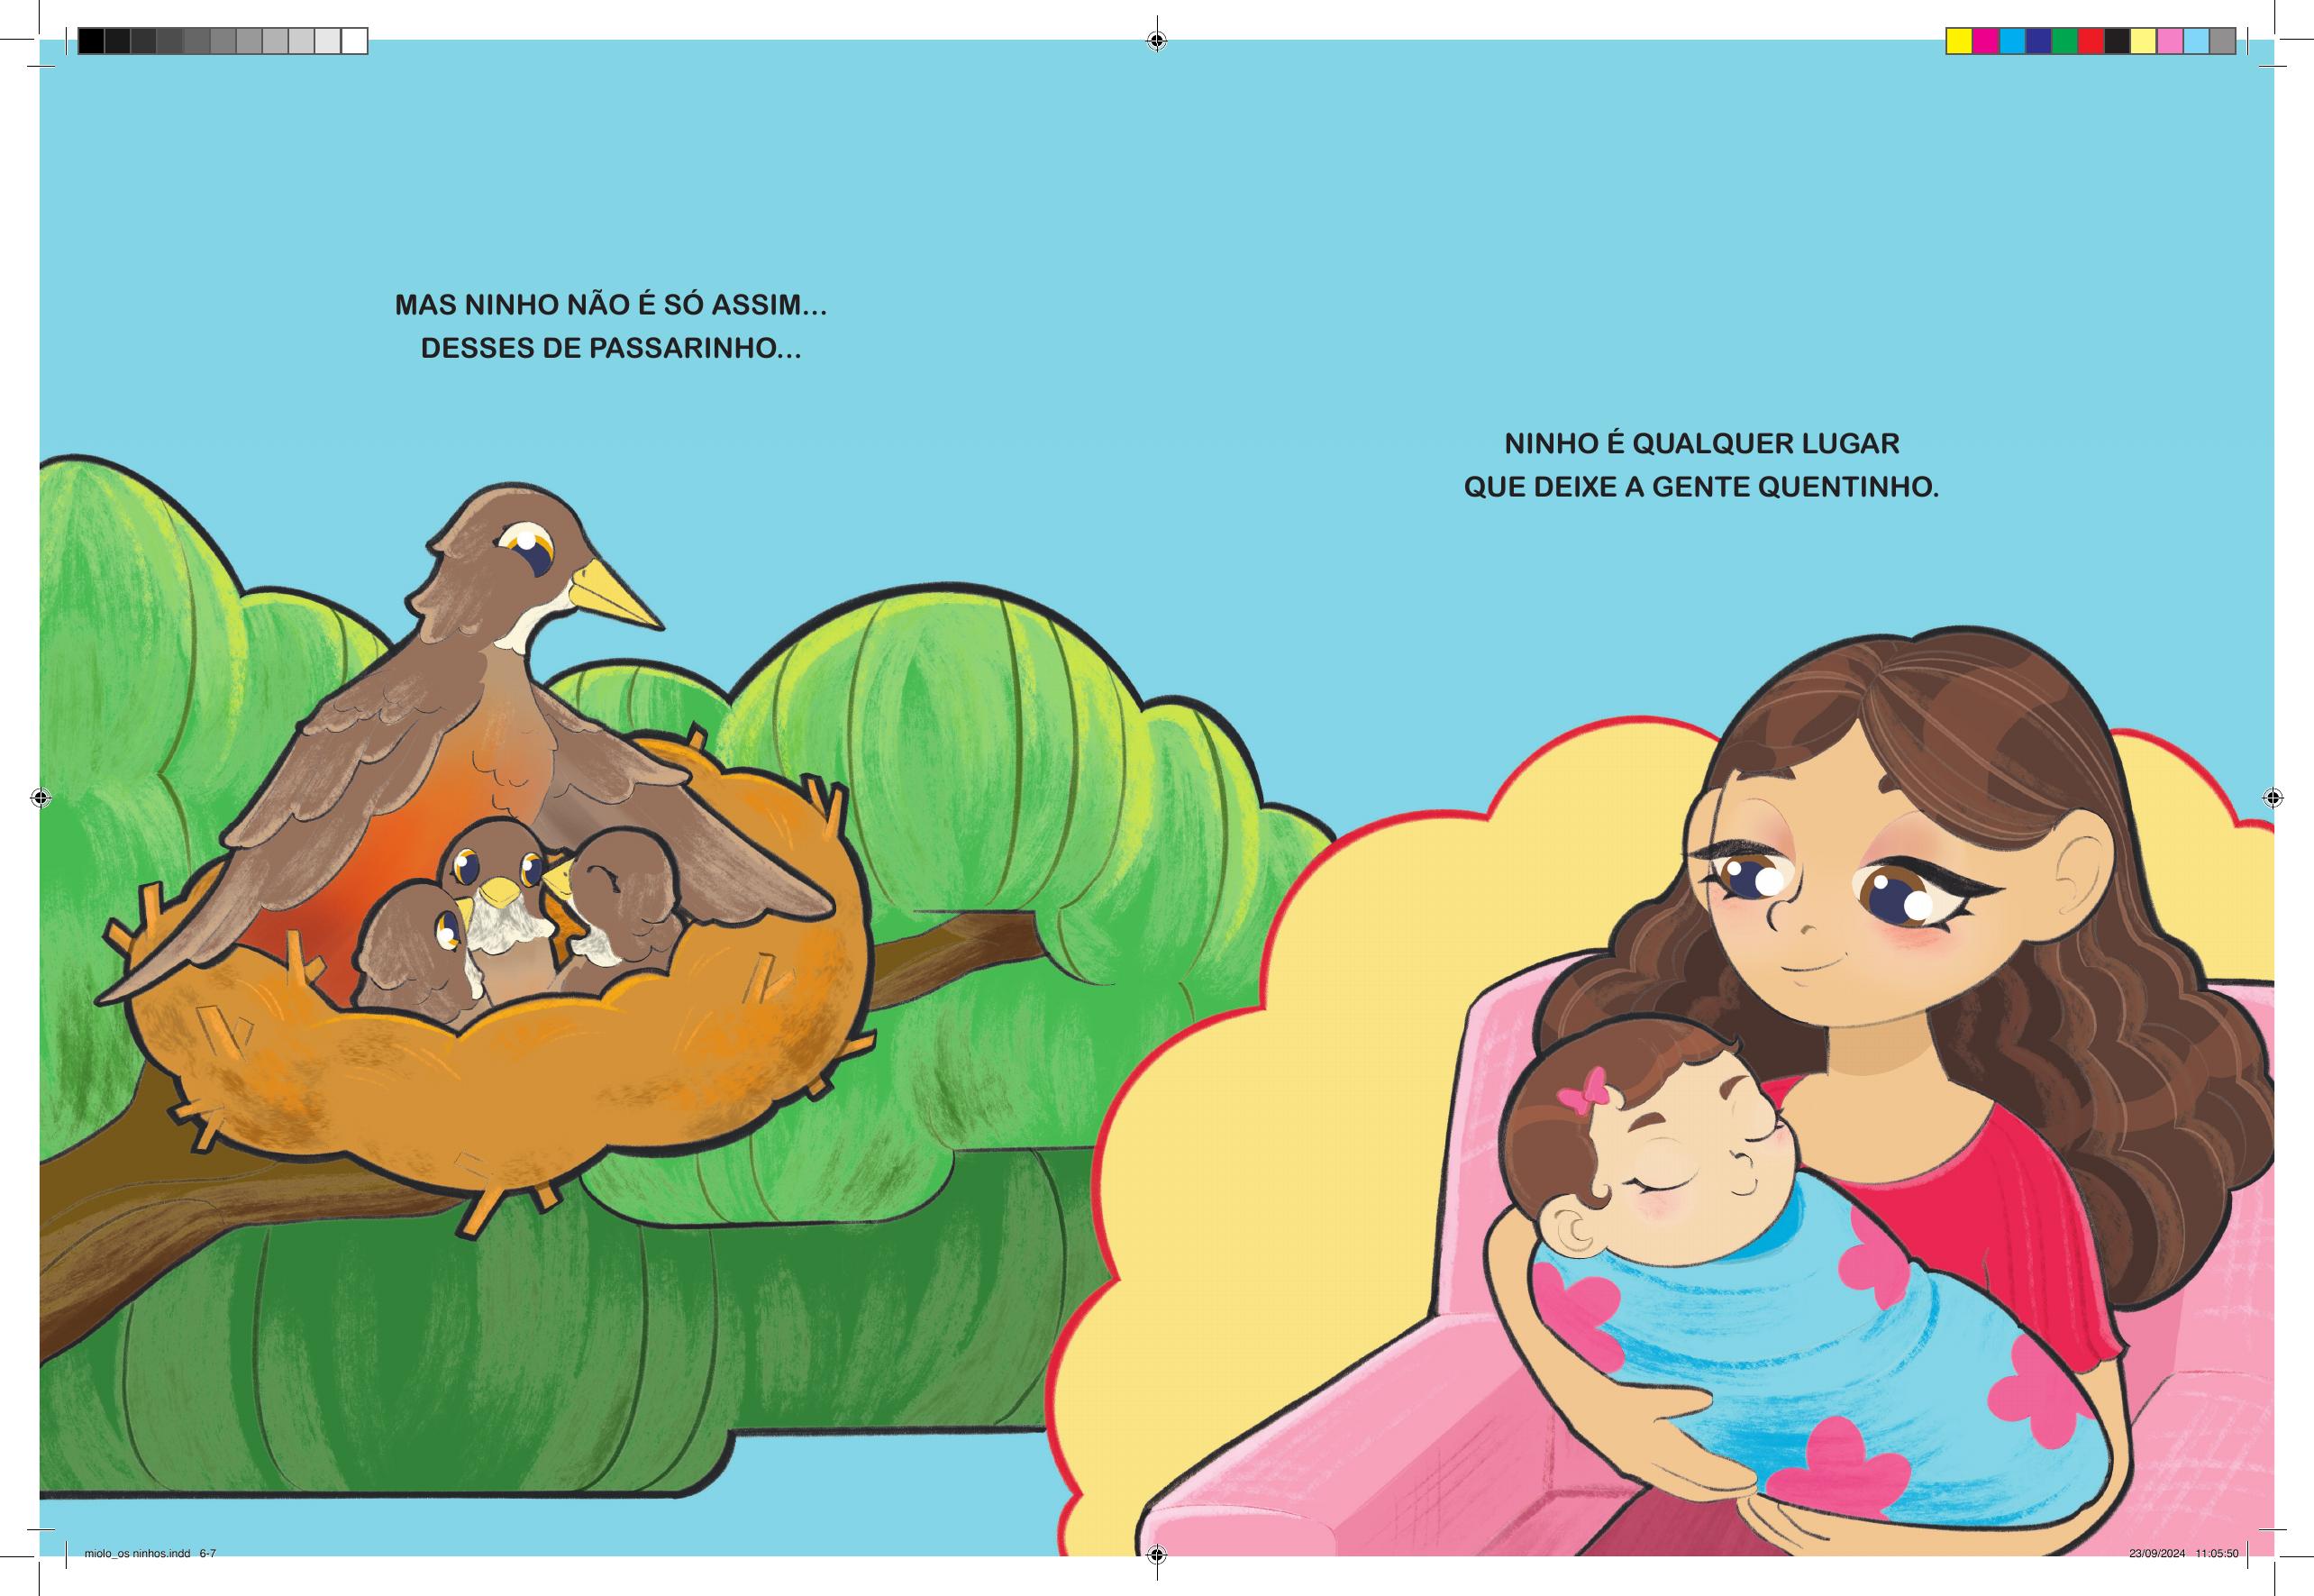 MAS NINHO NÃO É SÓ ASSIM...
DESSES DE PASSARINHO...
NINHO É QUALQUER LUGAR
QUE DEIXE A GENTE QUENTINHO.
miolo_os ninhos.indd 6-7
23/09/2024 11:05:50